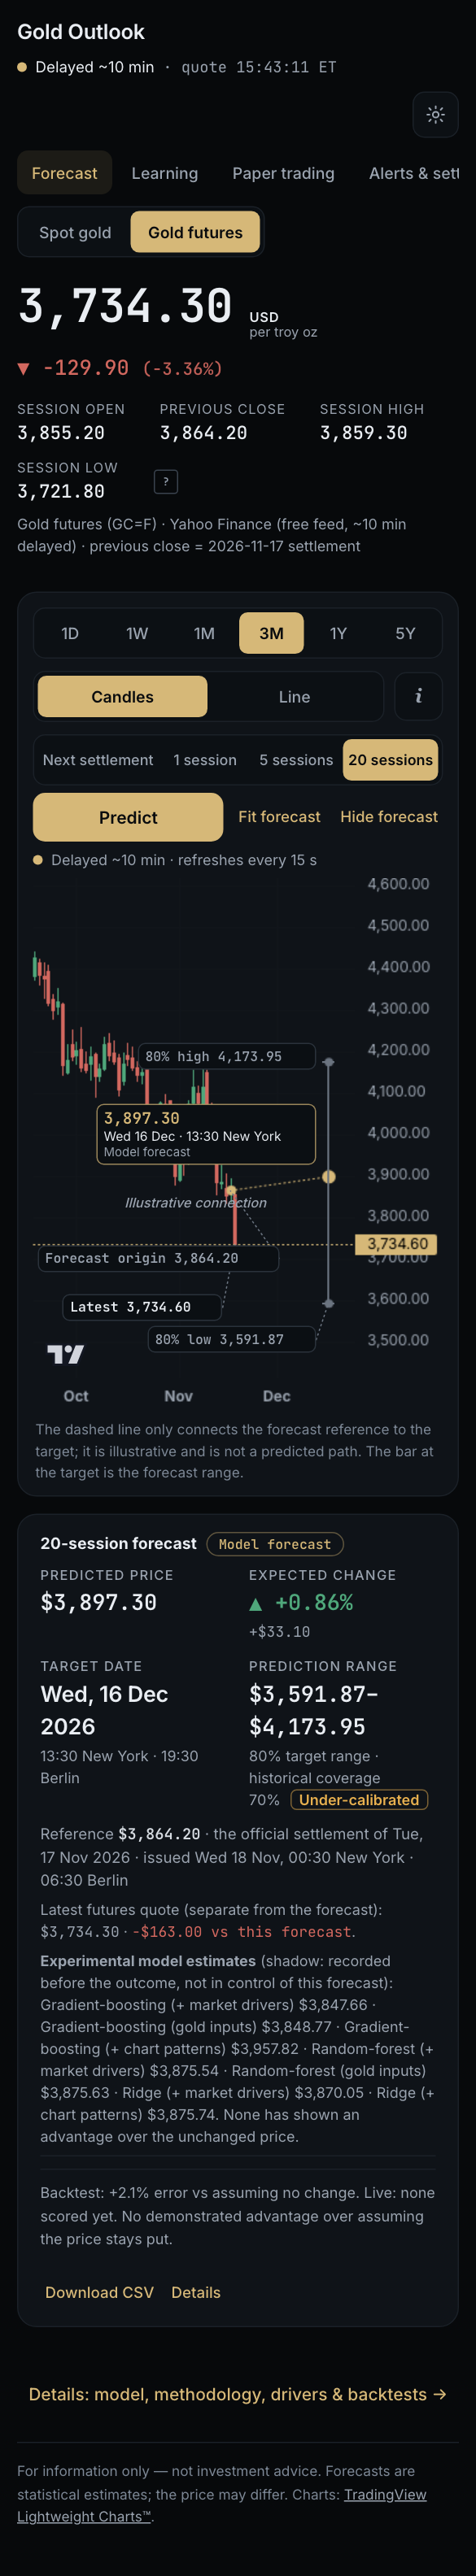 Gold Outlook
Delayed ~10 min · quote 15:43:11 ET
Forecast Learning Paper trading Alerts & sett
Spot gold Gold futures
3,734.30 USD
per troy oz
▼ -129.90 (-3.36%)
SESSION OPEN PREVIOUS CLOSE SESSION HIGH
3,855.20 3,864.20 3,859.30
SESSION LOW
3,721.80 ?
Gold futures (GC=F) · Yahoo Finance (free feed, ~10 min
delayed) · previous close = 2026-11-17 settlement
1D 1W 1M 3M 1Y 5Y
Candles Line i
Next settlement 1 session 5 sessions 20 sessions
Predict Fit forecast Hide forecast
Delayed ~10 min · refreshes every 15 s
4,600.00
4,500.00
4,400.00
4,300.00
4,200.00
80% high 4,173.95
4,100.00
3,897.30
Wed 16 Dec · 13:30 New York
Model forecast
4,000.00
3,900.00
Illustrative connection
3,800.00
3,734.60
3,700.00
Forecast origin 3,864.20
Latest 3,734.60
3,600.00
80% low 3,591.87
3,500.00
Oct Nov Dec
The dashed line only connects the forecast reference to the
target; it is illustrative and is not a predicted path. The bar at
the target is the forecast range.
20-session forecast Model forecast
PREDICTED PRICE EXPECTED CHANGE
$3,897.30 ▲ +0.86%
+$33.10
TARGET DATE PREDICTION RANGE
Wed, 16 Dec $3,591.87–
2026 $4,173.95
13:30 New York · 19:30 80% target range ·
Berlin historical coverage
70% Under-calibrated
Reference $3,864.20 · the official settlement of Tue,
17 Nov 2026 · issued Wed 18 Nov, 00:30 New York ·
06:30 Berlin
Latest futures quote (separate from the forecast):
$3,734.30 · -$163.00 vs this forecast.
Experimental model estimates (shadow: recorded
before the outcome, not in control of this forecast):
Gradient-boosting (+ market drivers) $3,847.66 ·
Gradient-boosting (gold inputs) $3,848.77 · Gradient-
boosting (+ chart patterns) $3,957.82 · Random-forest (+
market drivers) $3,875.54 · Random-forest (gold inputs)
$3,875.63 · Ridge (+ market drivers) $3,870.05 · Ridge (+
chart patterns) $3,875.74. None has shown an
advantage over the unchanged price.
Backtest: +2.1% error vs assuming no change. Live: none
scored yet. No demonstrated advantage over assuming
the price stays put.
Download CSV Details
Details: model, methodology, drivers & backtests →
For information only — not investment advice. Forecasts are
statistical estimates; the price may differ. Charts: TradingView
Lightweight Charts™.